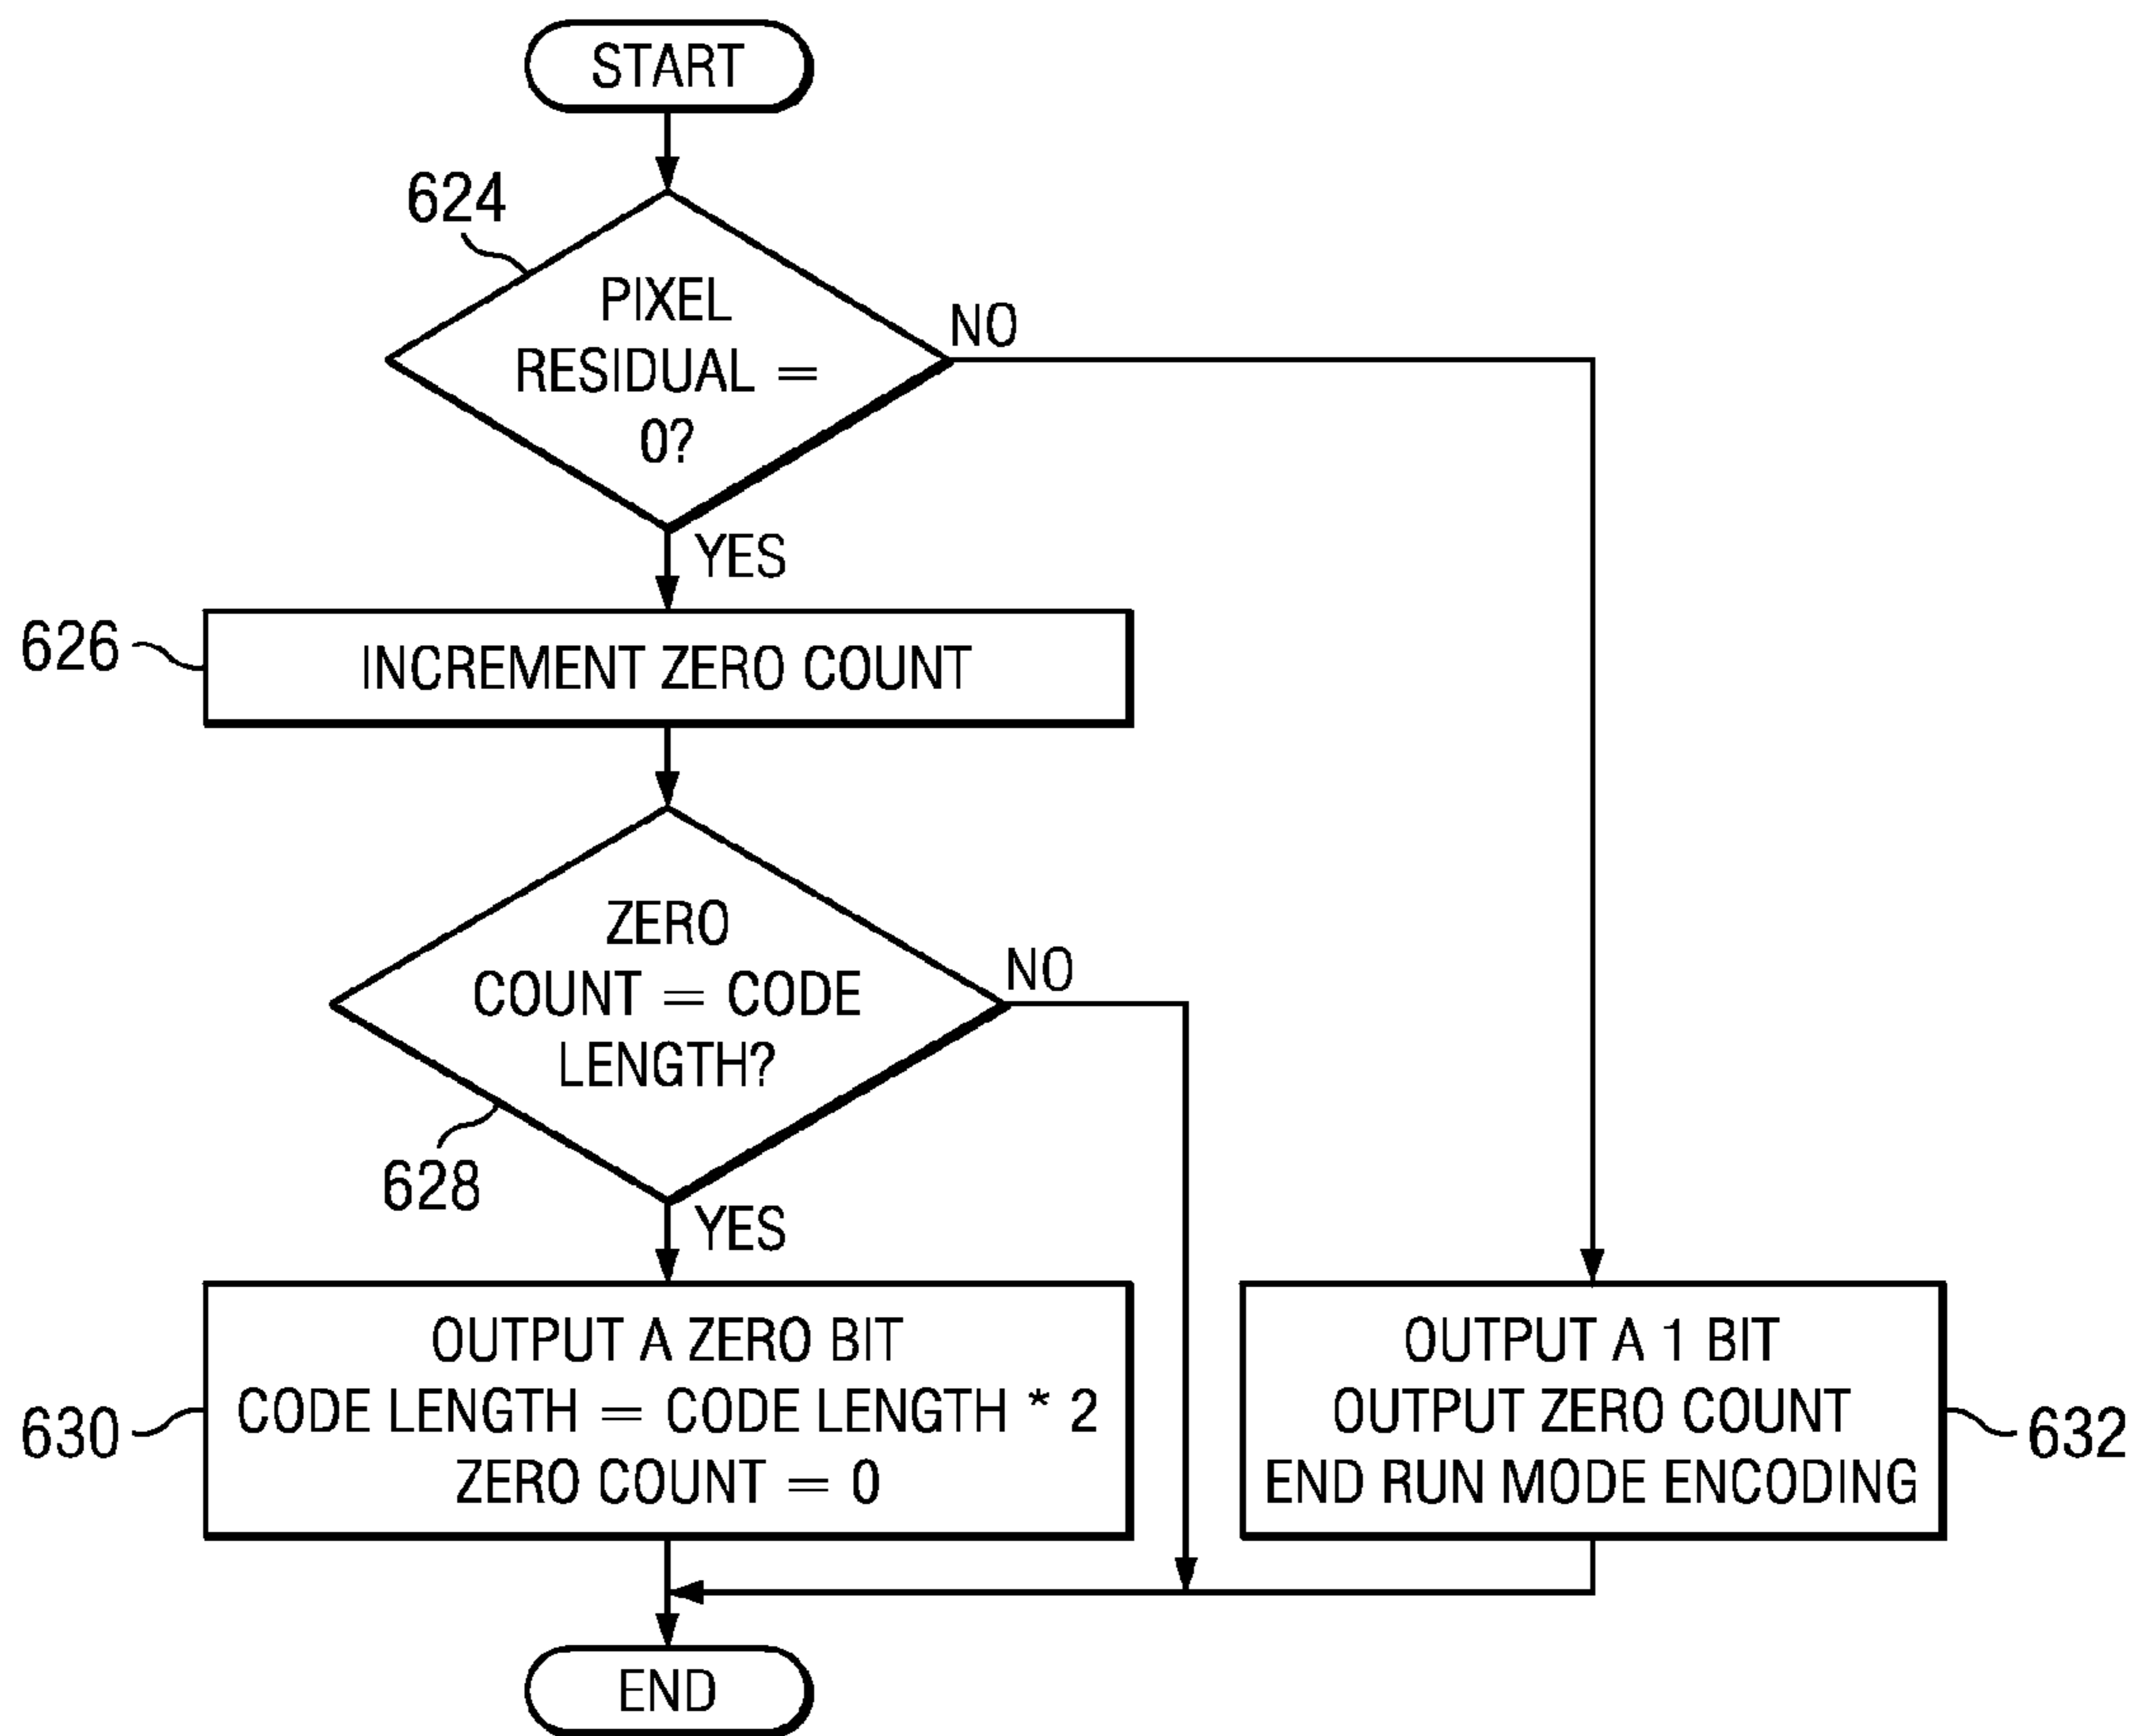 START
624
PIXEL
RESIDUAL =
0?
NO
YES
626
INCREMENT ZERO COUNT
ZERO
COUNT = CODE
LENGTH?
NO
628
YES
630
OUTPUT A ZERO BIT
CODE LENGTH = CODE LENGTH * 2
ZERO COUNT = 0
OUTPUT A 1 BIT
OUTPUT ZERO COUNT
END RUN MODE ENCODING
632
END